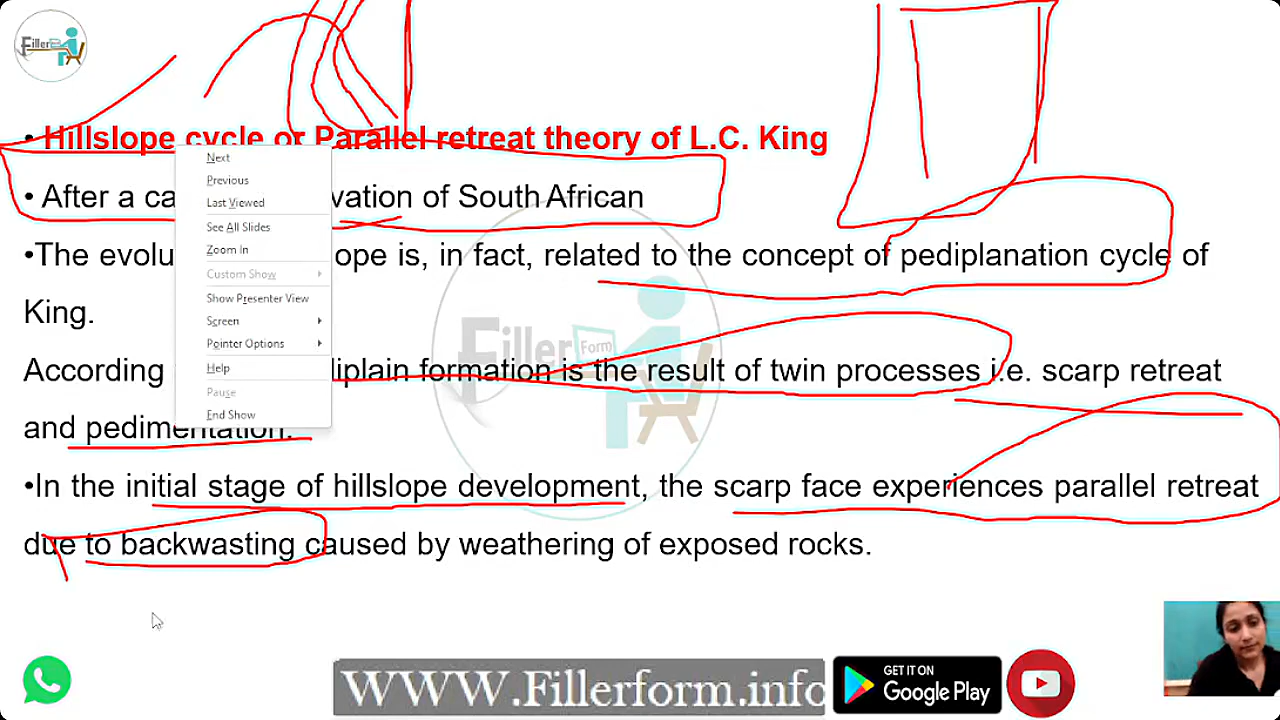 Filler
• Hillslope cycle or Parallel retreat theory of L.C. King
• After a ca vation of South African
•The evolu ope is, in fact, related to the concept of pediplanation cycle of
King.
According diplain formation is the result of twin processes i.e. scarp retreat
and pedimentation.
•In the initial stage of hillslope development, the scarp face experiences parallel retreat
due to backwasting caused by weathering of exposed rocks.
Next
Previous
Last Viewed
See All Slides
Zoom In
Custom Show
Show Presenter View
Screen
Pointer Options
Help
Pause
End Show
Filler Form
WWW.Fillerform.info
GET IT ON
Google Play